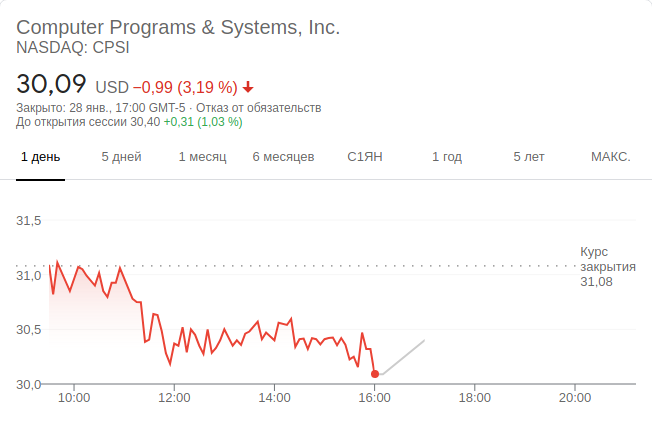 Computer Programs & Systems, Inc.
NASDAQ: CPSI
30,09 USD −0,99 (3,19 %)
Закрыто: 28 янв., 17:00 GMT-5 · Отказ от обязательств
До открытия сессии 30,40 +0,31 (1,03 %)
1 день 5 дней 1 месяц 6 месяцев С1ЯН 1 год 5 лет МАКС.
31,5
31,0
30,5
30,0
Курс
закрытия
31,08
10:00 12:00 14:00 16:00 18:00 20:00